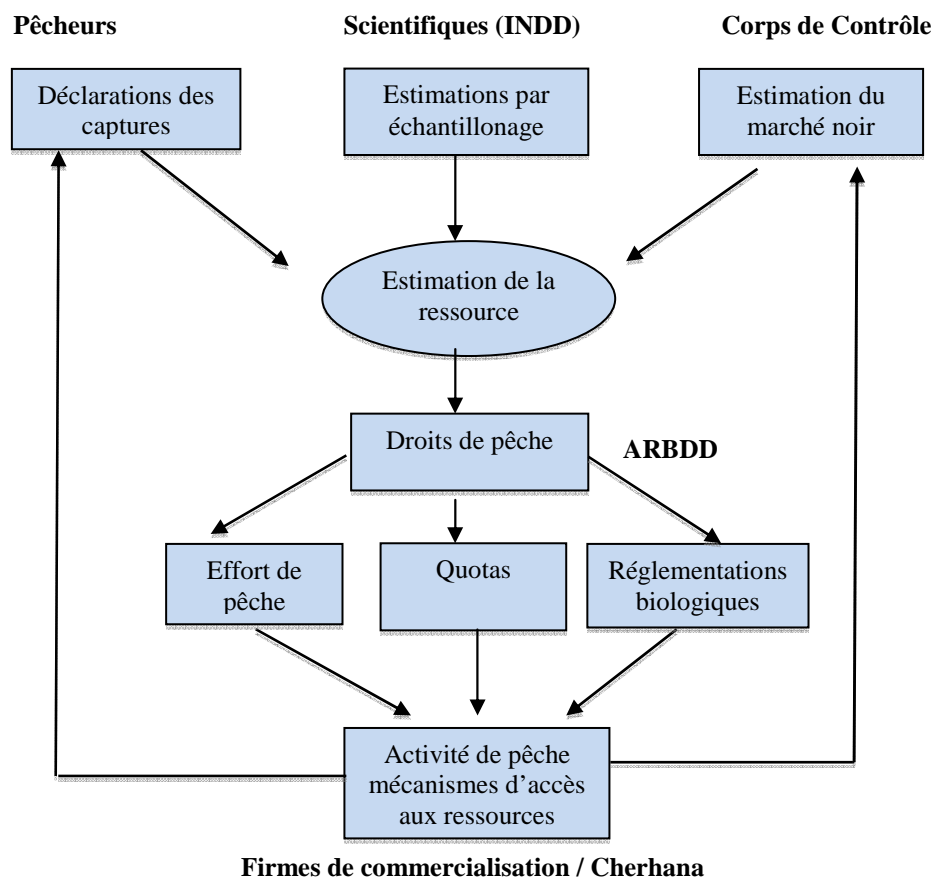 Pêcheurs
Scientifiques (INDD)
Corps de Contrôle
Déclarations des
captures
Estimations par
échantillonage
Estimation du
marché noir
Estimation de la
ressource
Droits de pêche
ARBDD
Effort de
pêche
Quotas
Réglementations
biologiques
Activité de pêche
mécanismes d’accès
aux ressources
Firmes de commercialisation / Cherhana